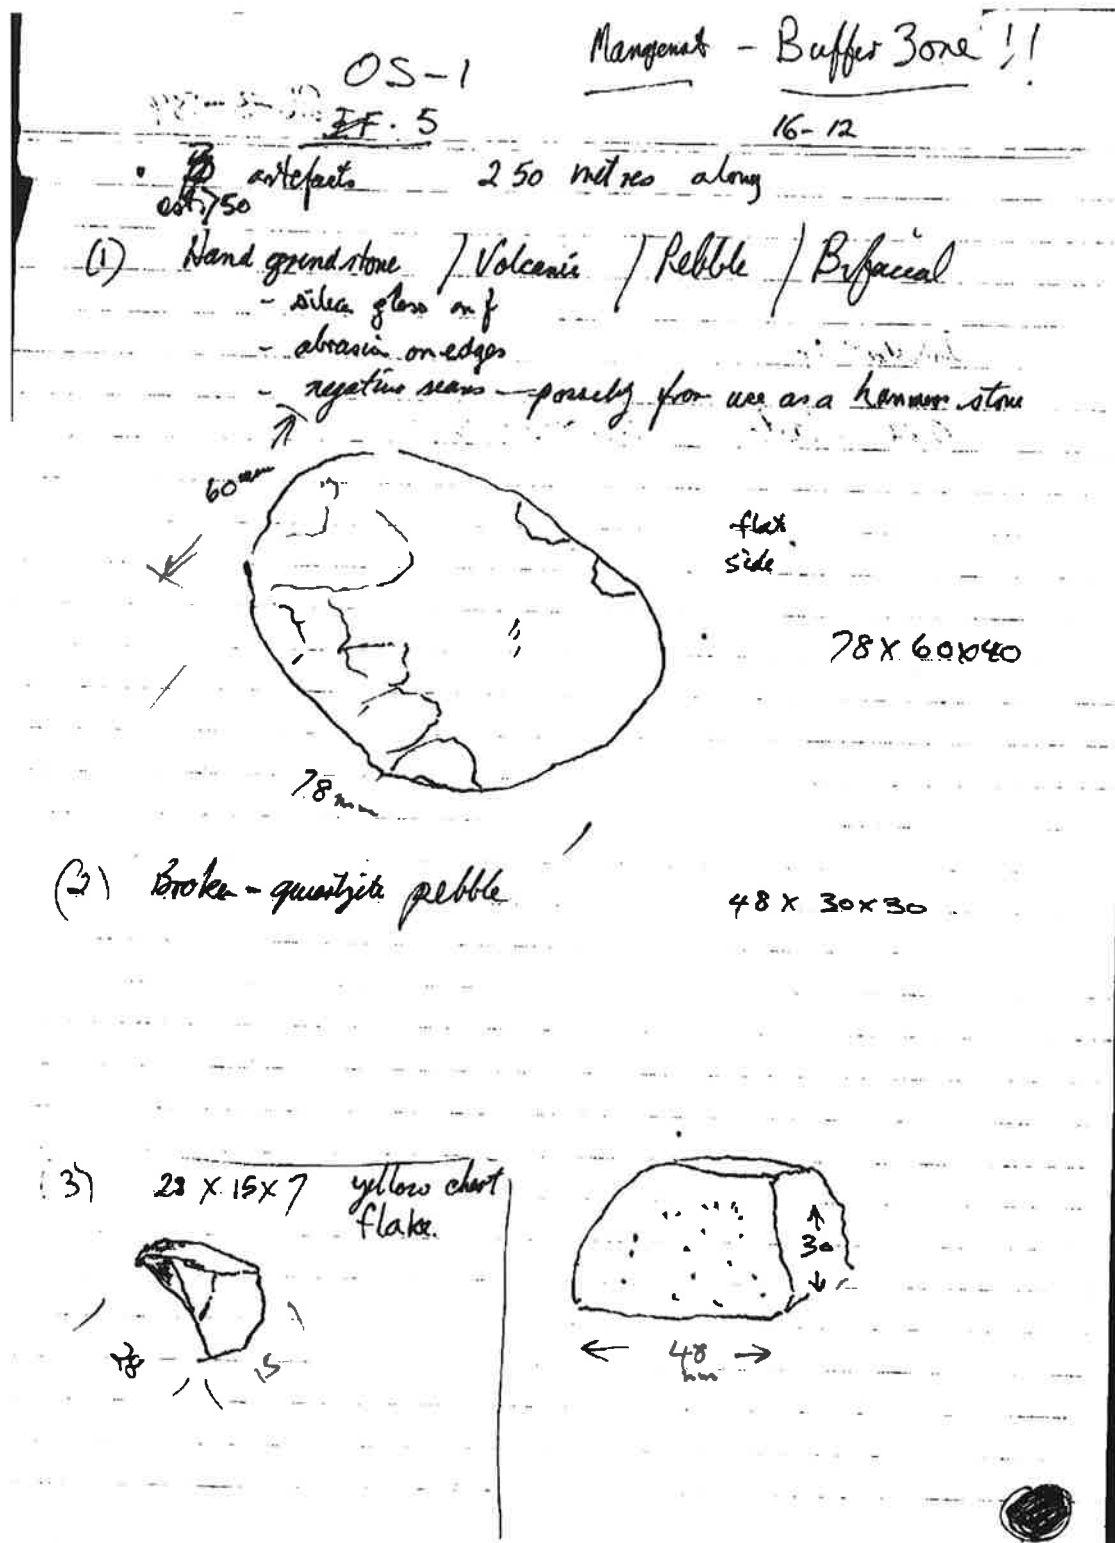 OS-1
Mangemat - Buffer Zone !!
IF. 5
16-12
artefacts 250 metres along
est. 750
(1) Hand grindstone / Volcanic / Pebble / Bifacial
- silica gloss on f
- abrasion on edges
- negative scars - possibly from use as a hammer stone
60mm
flat
side
78 x 60 x 40
78mm
(2) Broken - quartzite pebble
48 x 30 x 30
(3) 28 x 15 x 7 yellow chert
flake.
30
28
15
48
mm